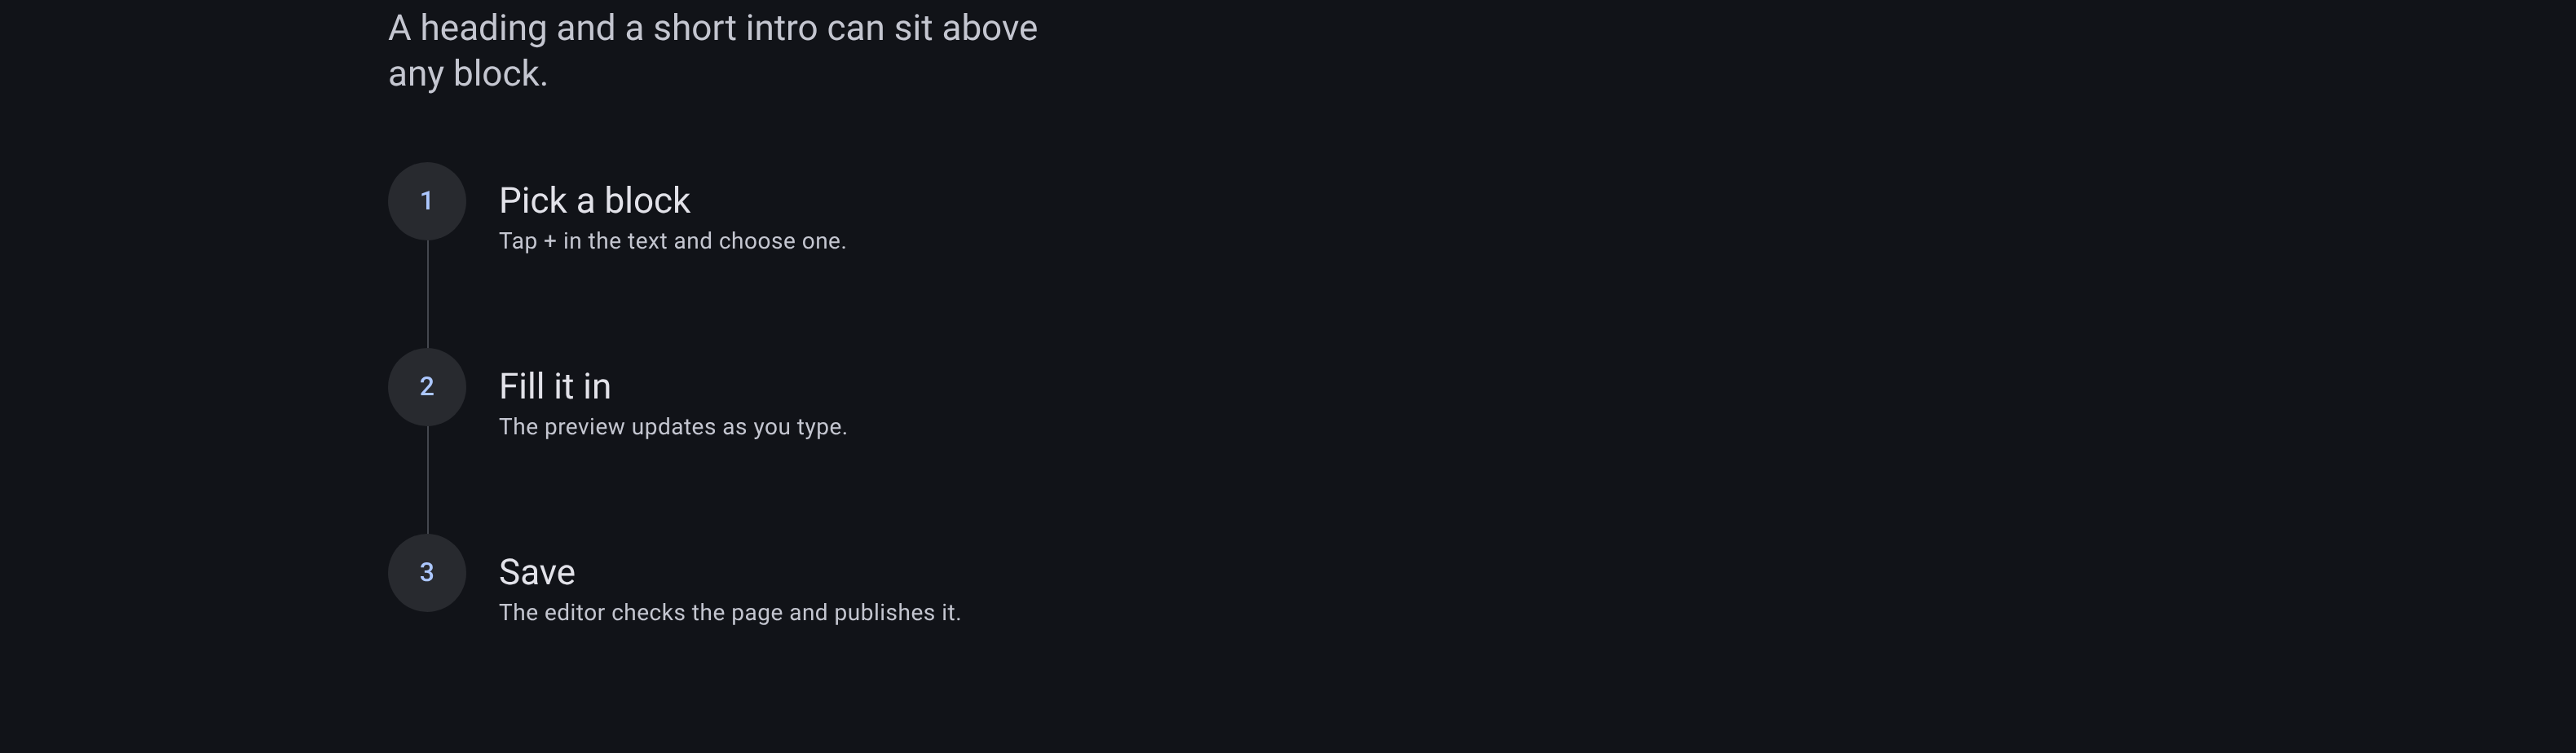 A heading and a short intro can sit above
any block.
1
Pick a block
Tap + in the text and choose one.
2
Fill it in
The preview updates as you type.
3
Save
The editor checks the page and publishes it.